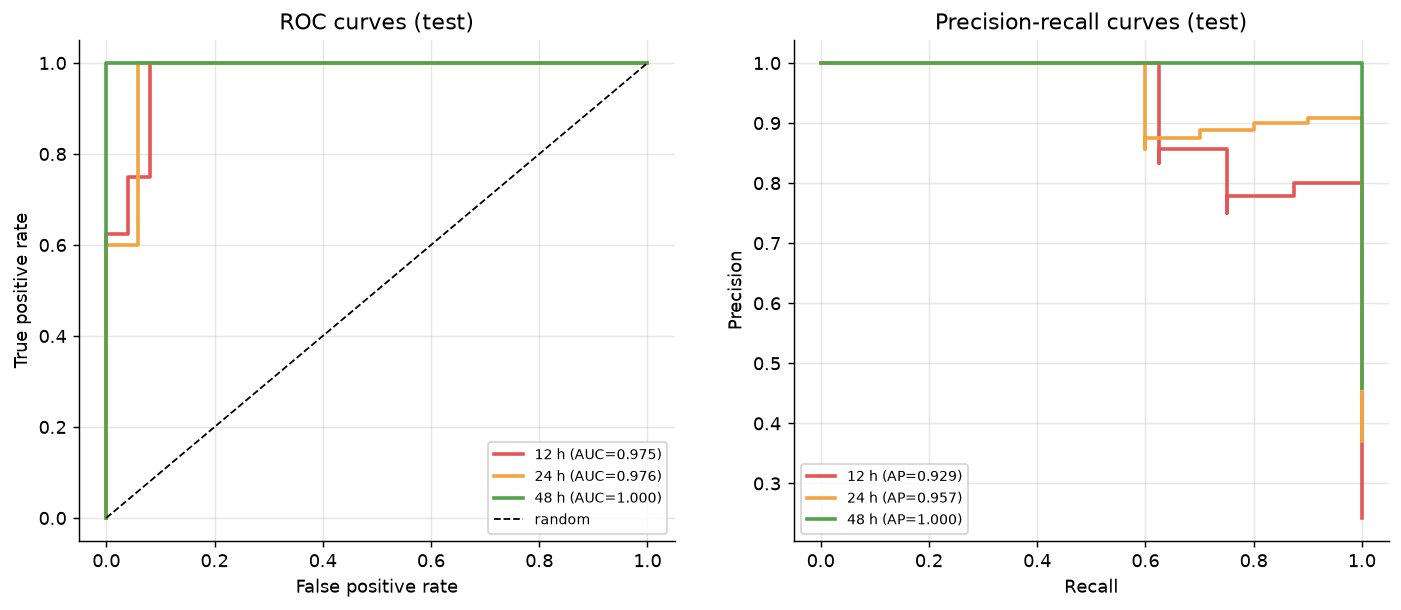 ROC curves (test)
True positive rate
1.0
0.8
0.6
0.4
0.2
0.0
12 h (AUC=0.975)
24 h (AUC=0.976)
48 h (AUC=1.000)
random
0.0 0.2 0.4 0.6 0.8 1.0
False positive rate
Precision-recall curves (test)
Precision
1.0
0.9
0.8
0.7
0.6
0.5
0.4
0.3
12 h (AP=0.929)
24 h (AP=0.957)
48 h (AP=1.000)
0.0 0.2 0.4 0.6 0.8 1.0
Recall